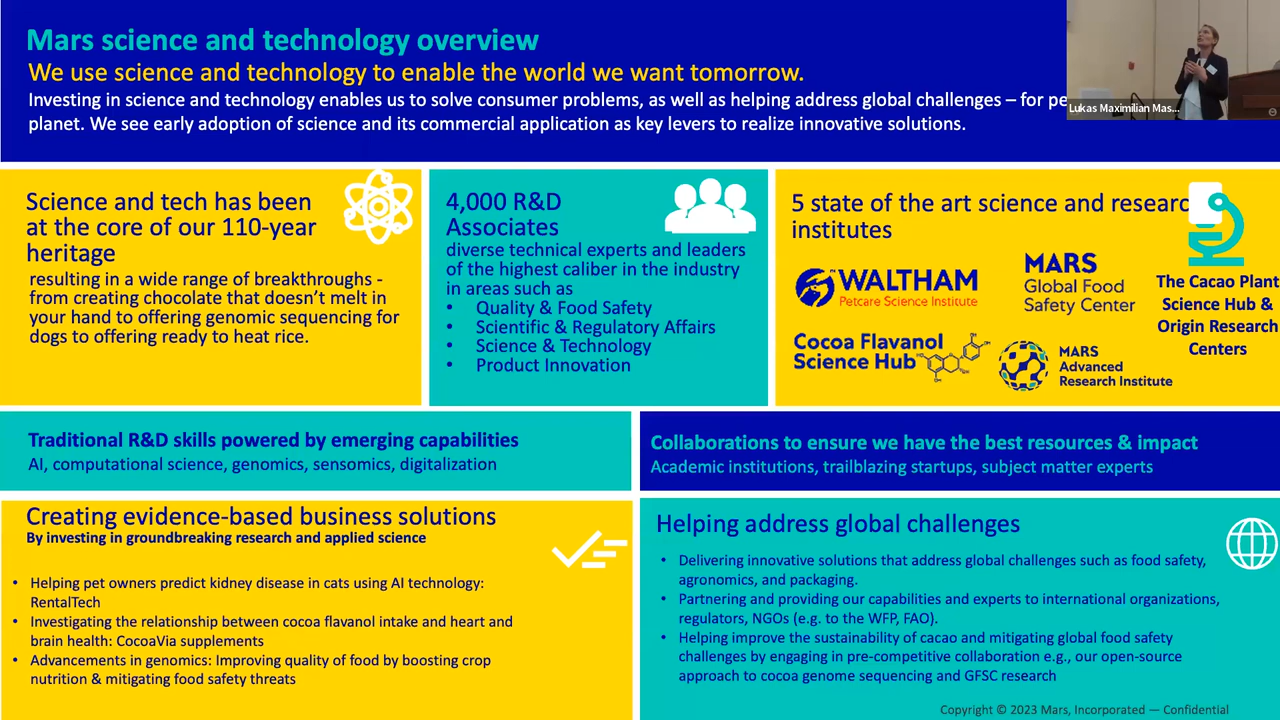 Mars science and technology overview
We use science and technology to enable the world we want tomorrow.
Investing in science and technology enables us to solve consumer problems, as well as helping address global challenges – for pe
planet. We see early adoption of science and its commercial application as key levers to realize innovative solutions.
Lukas Maximilian Mas...
Science and tech has been
at the core of our 110-year
heritage
resulting in a wide range of breakthroughs -
from creating chocolate that doesn't melt in
your hand to offering genomic sequencing for
dogs to offering ready to heat rice.
4,000 R&D
Associates
diverse technical experts and leaders
of the highest caliber in the industry
in areas such as
• Quality & Food Safety
• Scientific & Regulatory Affairs
• Science & Technology
• Product Innovation
5 state of the art science and researc
institutes
WALTHAM
Petcare Science Institute
MARS
Global Food
Safety Center
The Cacao Plant
Science Hub &
Origin Research
Centers
Cocoa Flavanol
Science Hub
MARS
Advanced
Research Institute
Traditional R&D skills powered by emerging capabilities
AI, computational science, genomics, sensomics, digitalization
Collaborations to ensure we have the best resources & impact
Academic institutions, trailblazing startups, subject matter experts
Creating evidence-based business solutions
By investing in groundbreaking research and applied science
• Helping pet owners predict kidney disease in cats using AI technology:
RentalTech
• Investigating the relationship between cocoa flavanol intake and heart and
brain health: CocoaVia supplements
• Advancements in genomics: Improving quality of food by boosting crop
nutrition & mitigating food safety threats
Helping address global challenges
• Delivering innovative solutions that address global challenges such as food safety,
agronomics, and packaging.
• Partnering and providing our capabilities and experts to international organizations,
regulators, NGOs (e.g. to the WFP, FAO).
• Helping improve the sustainability of cacao and mitigating global food safety
challenges by engaging in pre-competitive collaboration e.g., our open-source
approach to cocoa genome sequencing and GFSC research
Copyright © 2023 Mars, Incorporated — Confidential